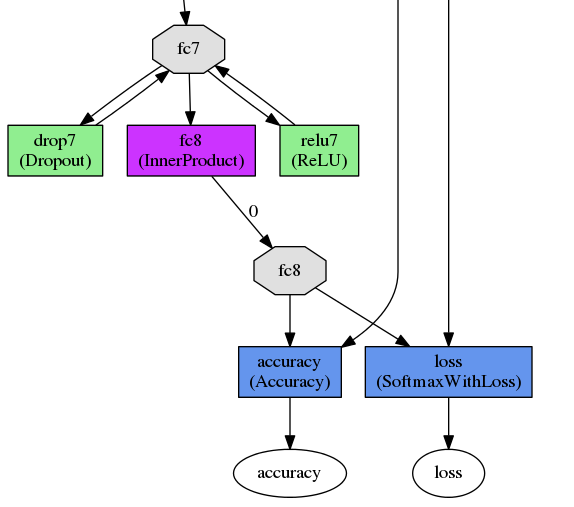 fc7
drop7
(Dropout)
fc8
(InnerProduct)
relu7
(ReLU)
0
fc8
accuracy
(Accuracy)
loss
(SoftmaxWithLoss)
accuracy
loss